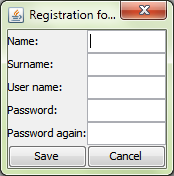 Registration fo...
Name:
Surname:
User name:
Password:
Password again:
Save Cancel